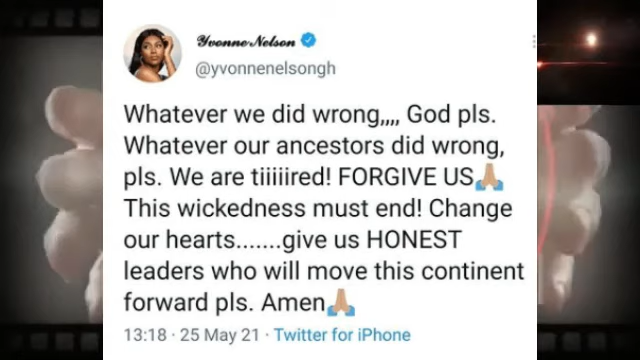 Yvonne Nelson
@yvonnenelsongh
Whatever we did wrong,,,, God pls.
Whatever our ancestors did wrong,
pls. We are tiiiiired! FORGIVE US🙏🏽
This wickedness must end! Change
our hearts.......give us HONEST
leaders who will move this continent
forward pls. Amen🙏🏽
13:18 · 25 May 21 · Twitter for iPhone